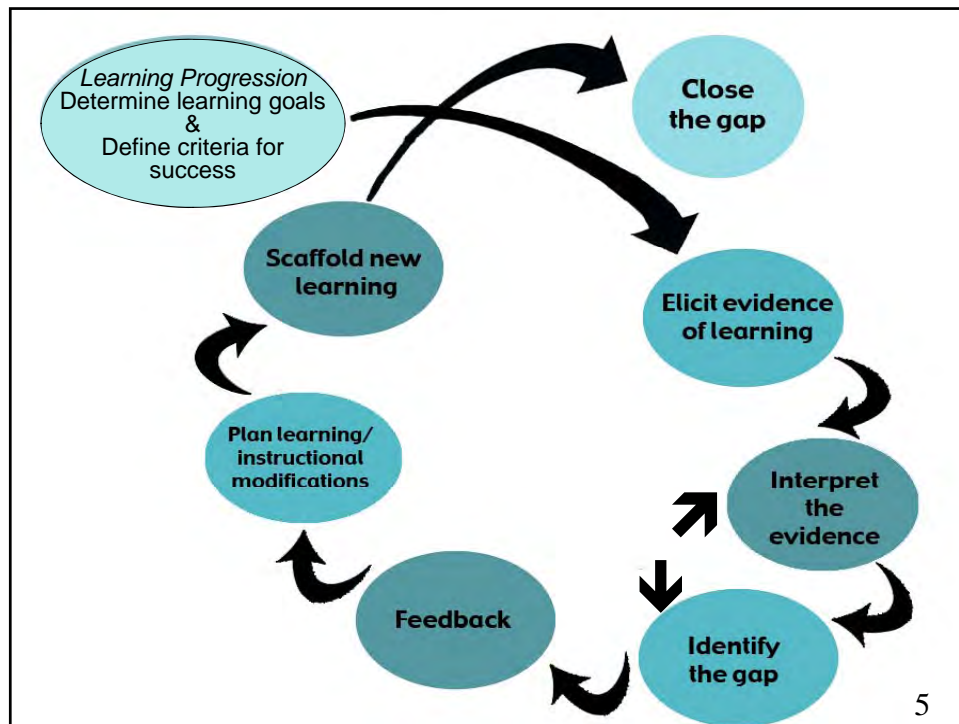 Learning Progression
Determine learning goals
&
Define criteria for
success
Close
the gap
Scaffold new
learning
Elicit evidence
of learning
Plan learning/
instructional
modifications
Interpret
the
evidence
Feedback
Identify
the gap
5